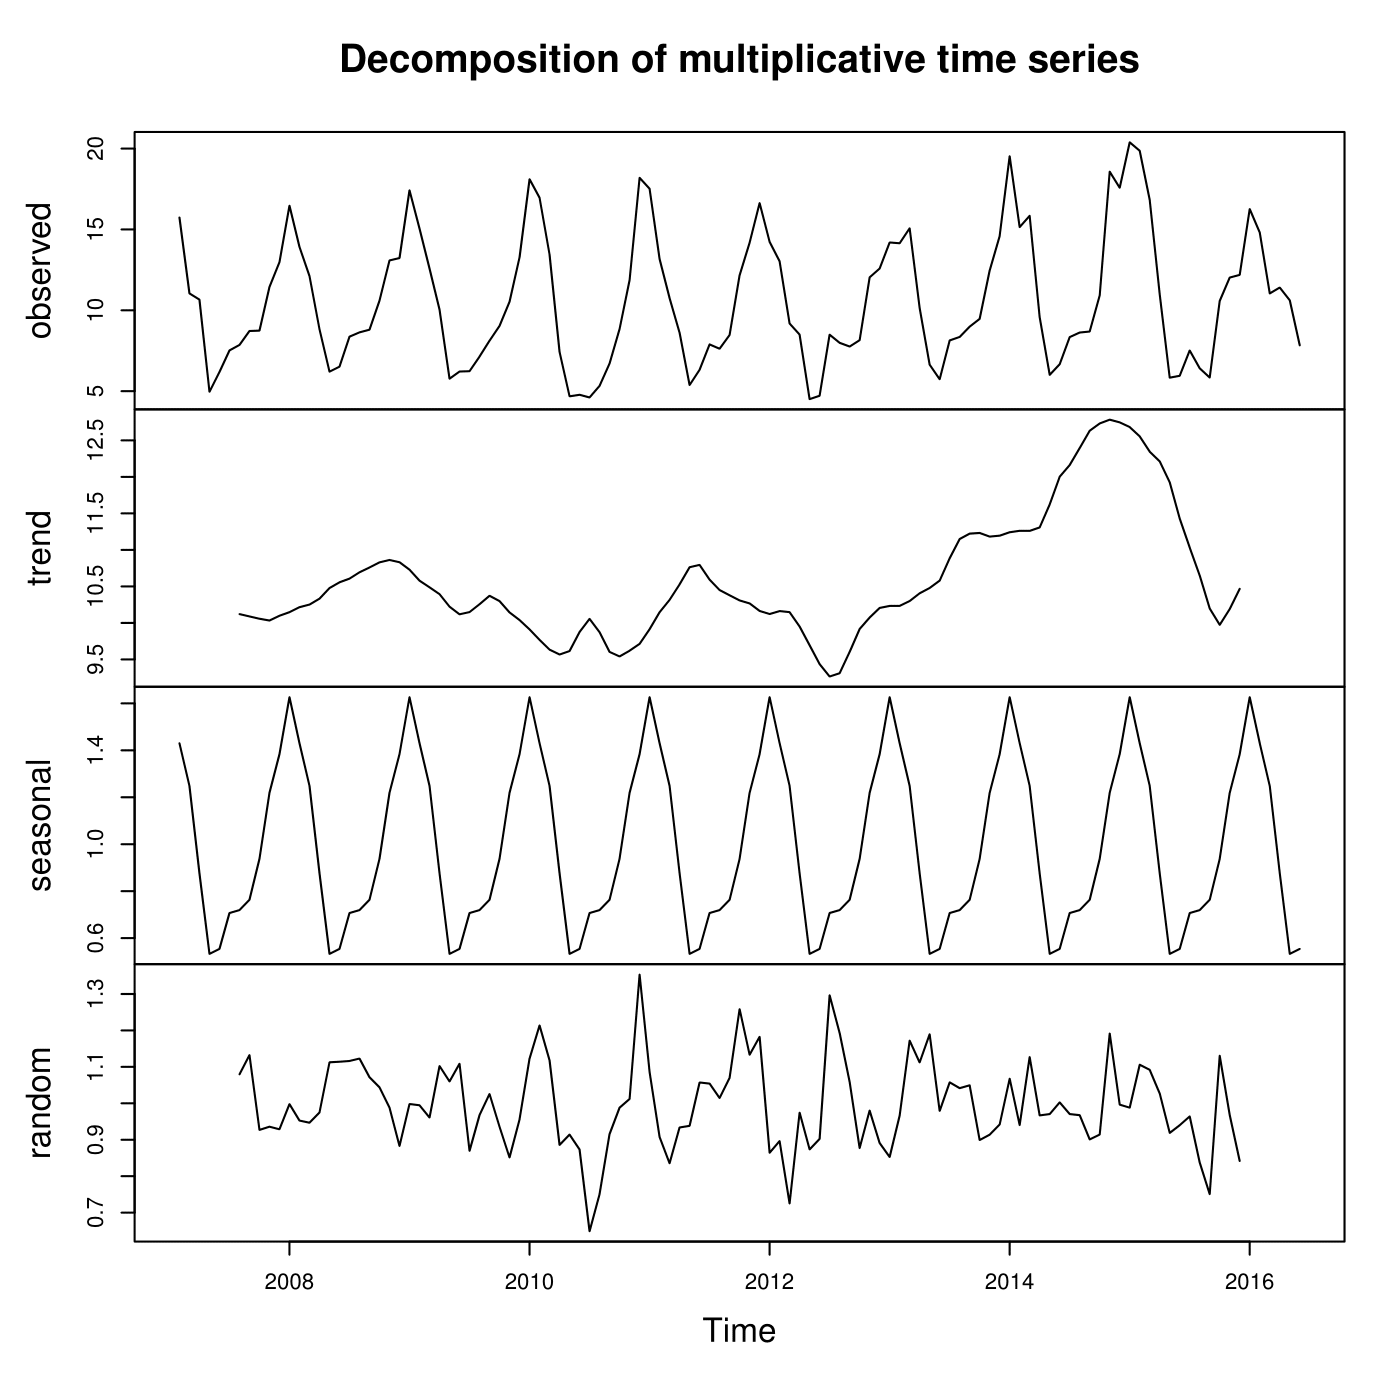 Decomposition of multiplicative time series
observed
5 10 15 20
trend
9.5 10.5 11.5 12.5
seasonal
0.6 1.0 1.4
random
0.7 0.9 1.1 1.3
2008 2010 2012 2014 2016
Time